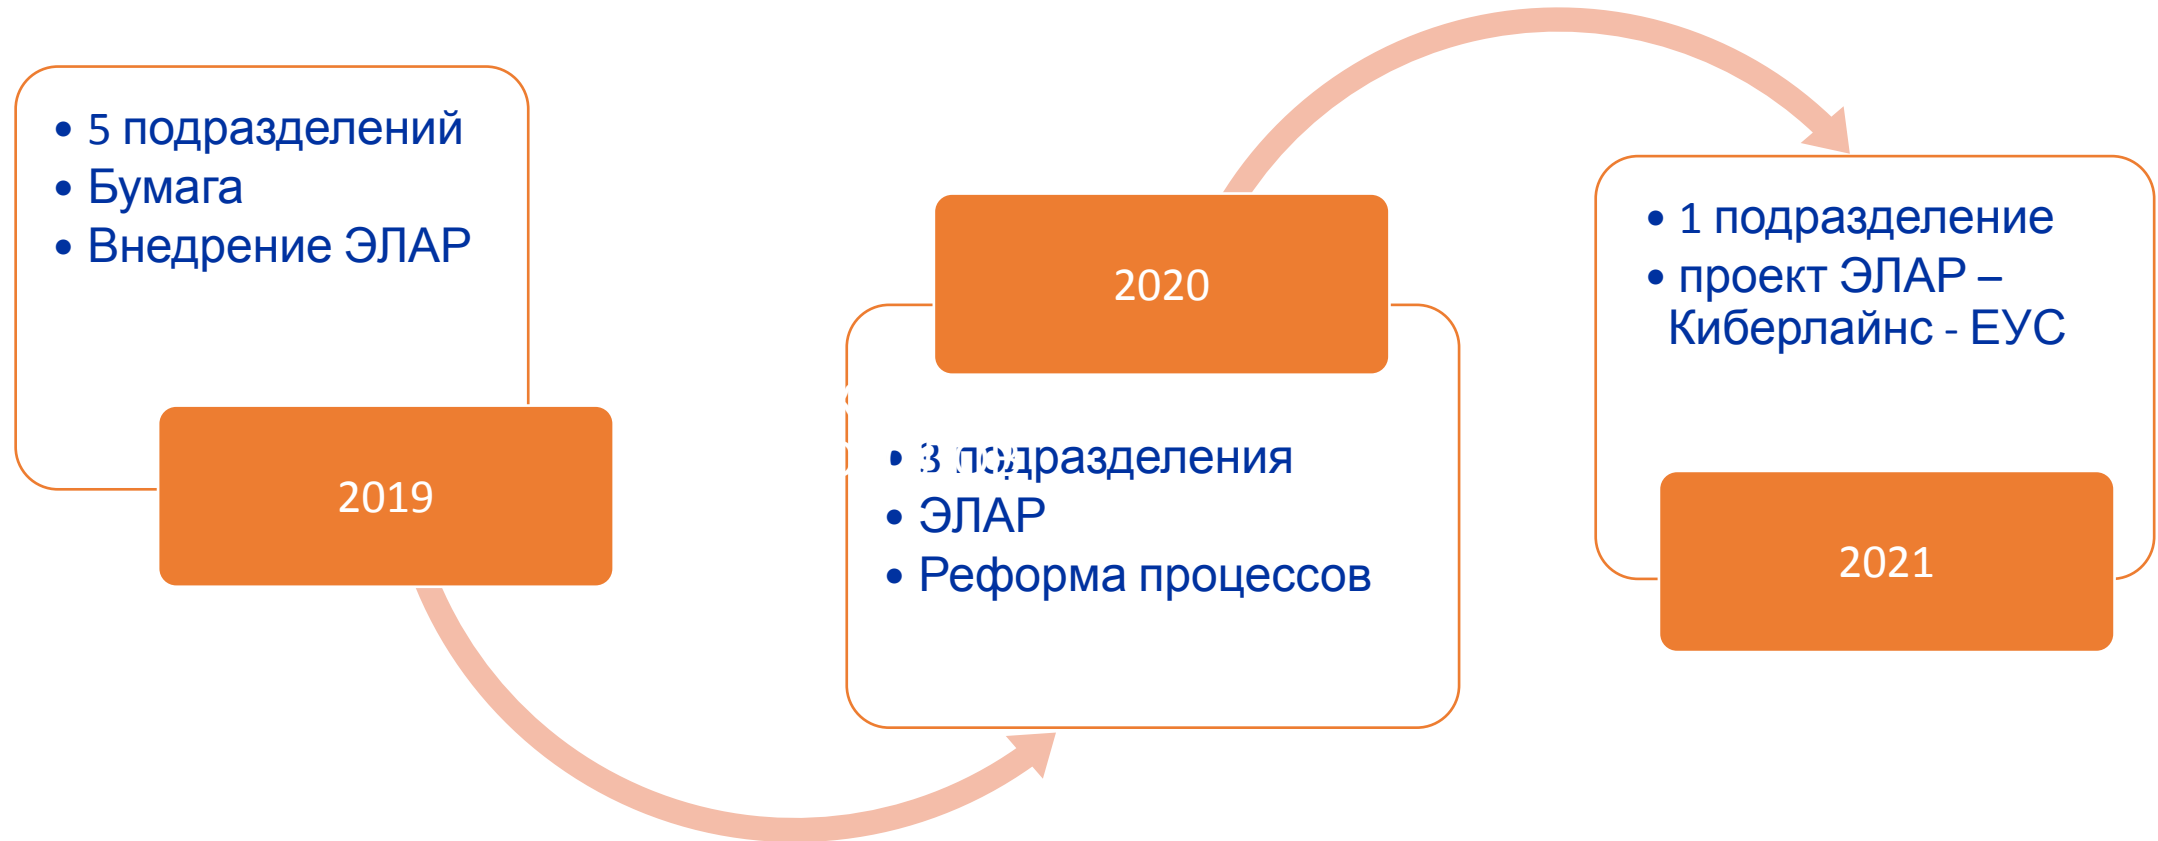 • 5 подразделений
• Бумага
• Внедрение ЭЛАР
2019
2020
• 3 подразделения
• ЭЛАР
• Реформа процессов
• 1 подразделение
• проект ЭЛАР –
Киберлайнс - ЕУС
2021